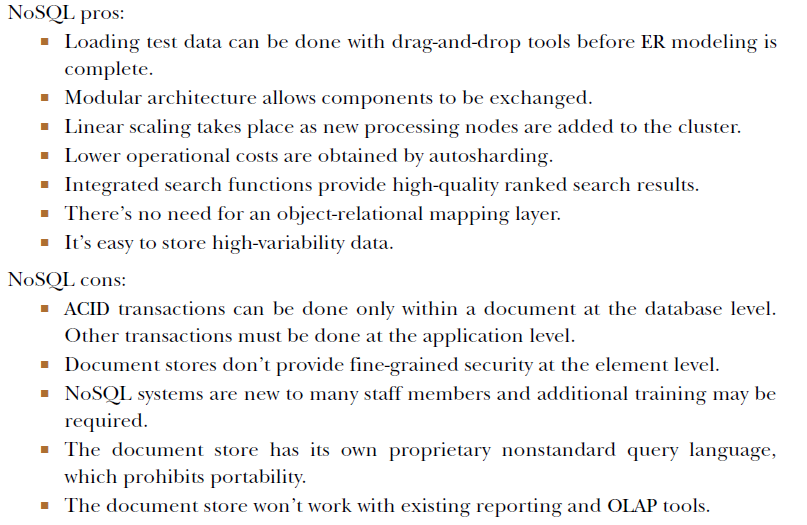 NoSQL pros:
■ Loading test data can be done with drag-and-drop tools before ER modeling is
complete.
■ Modular architecture allows components to be exchanged.
■ Linear scaling takes place as new processing nodes are added to the cluster.
■ Lower operational costs are obtained by autosharding.
■ Integrated search functions provide high-quality ranked search results.
■ There’s no need for an object-relational mapping layer.
■ It’s easy to store high-variability data.
NoSQL cons:
■ ACID transactions can be done only within a document at the database level.
Other transactions must be done at the application level.
■ Document stores don’t provide fine-grained security at the element level.
■ NoSQL systems are new to many staff members and additional training may be
required.
■ The document store has its own proprietary nonstandard query language,
which prohibits portability.
■ The document store won’t work with existing reporting and OLAP tools.